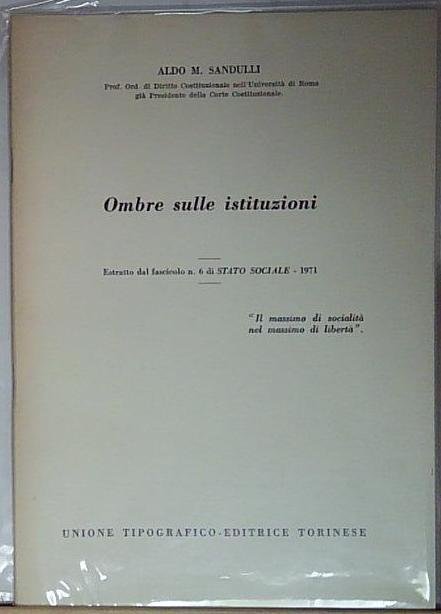 ALDO M. SANDULLI
Prof. Ord. di Diritto Costituzionale nell'Università di Roma
già Presidente della Corte Costituzionale.
Ombre sulle istituzioni
Estratto dal fascicolo n. 6 di STATO SOCIALE - 1971
"Il massimo di socialità
nel massimo di libertà".
UNIONE TIPOGRAFICO-EDITRICE TORINESE